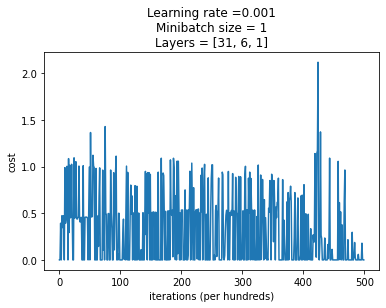 Learning rate =0.001
Minibatch size = 1
Layers = [31, 6, 1]
2.0
1.5
1.0
0.5
0.0
cost
0 100 200 300 400 500
iterations (per hundreds)